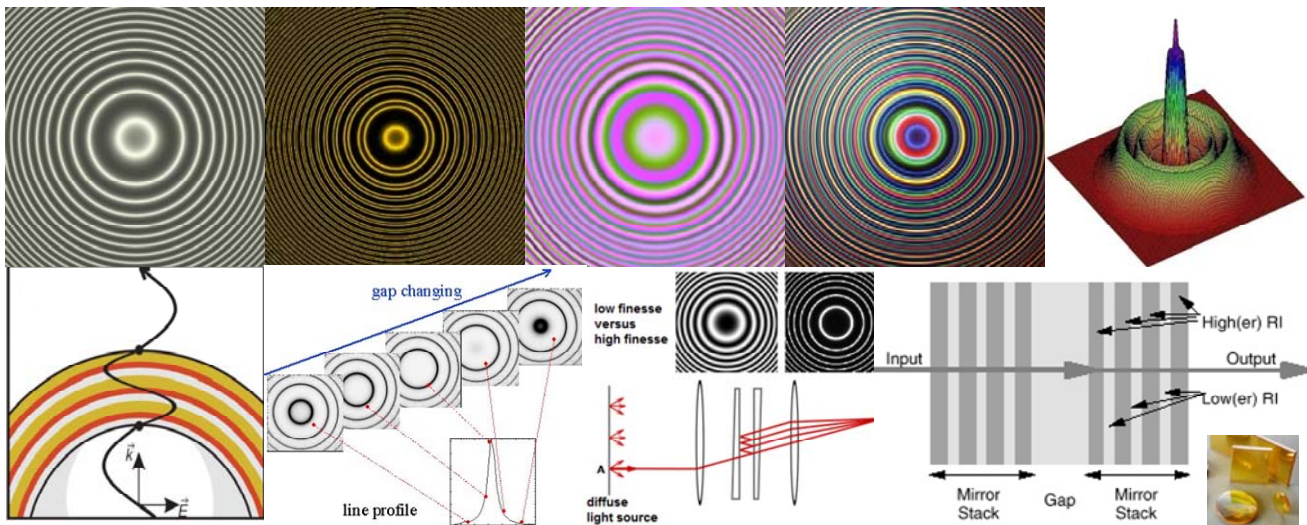 gap changing
low finesse
versus
high finesse
High(er) RI
Input
Output
Low(er) RI
k
E
A
line profile
diffuse
light source
Mirror
Stack
Gap
Mirror
Stack